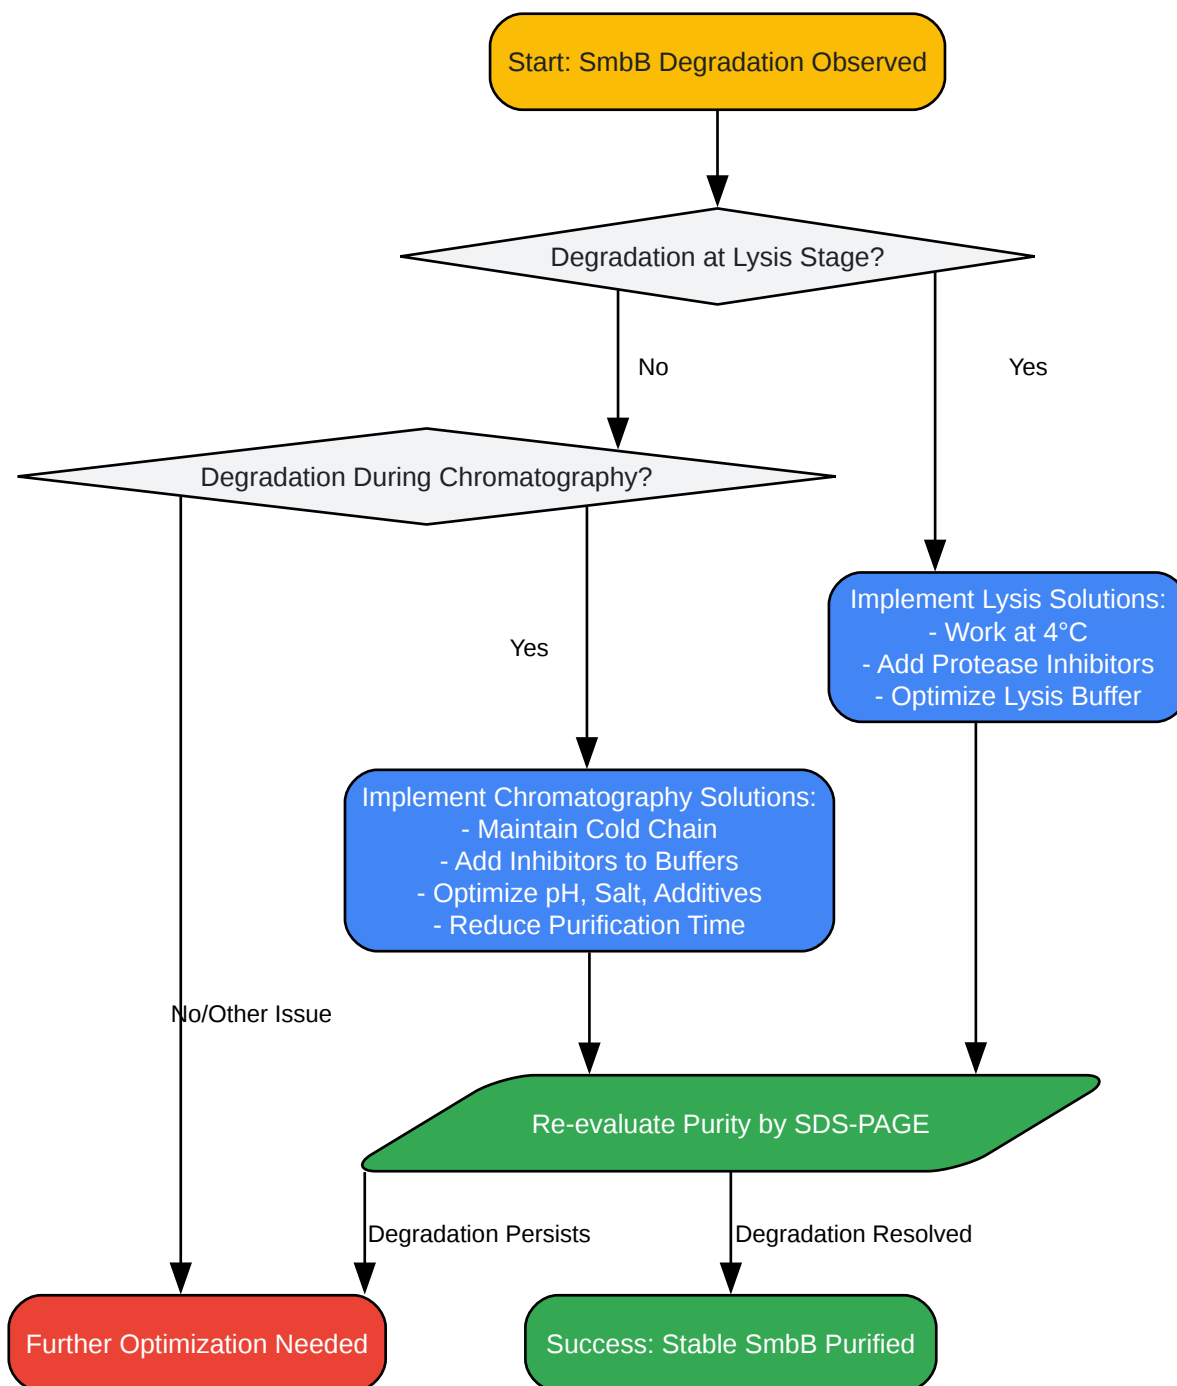 Start: SmbB Degradation Observed
Degradation at Lysis Stage?
No
Yes
Degradation During Chromatography?
Implement Lysis Solutions:
- Work at 4°C
- Add Protease Inhibitors
- Optimize Lysis Buffer
Yes
Implement Chromatography Solutions:
- Maintain Cold Chain
- Add Inhibitors to Buffers
- Optimize pH, Salt, Additives
- Reduce Purification Time
No/Other Issue
Re-evaluate Purity by SDS-PAGE
Degradation Persists
Degradation Resolved
Further Optimization Needed
Success: Stable SmbB Purified